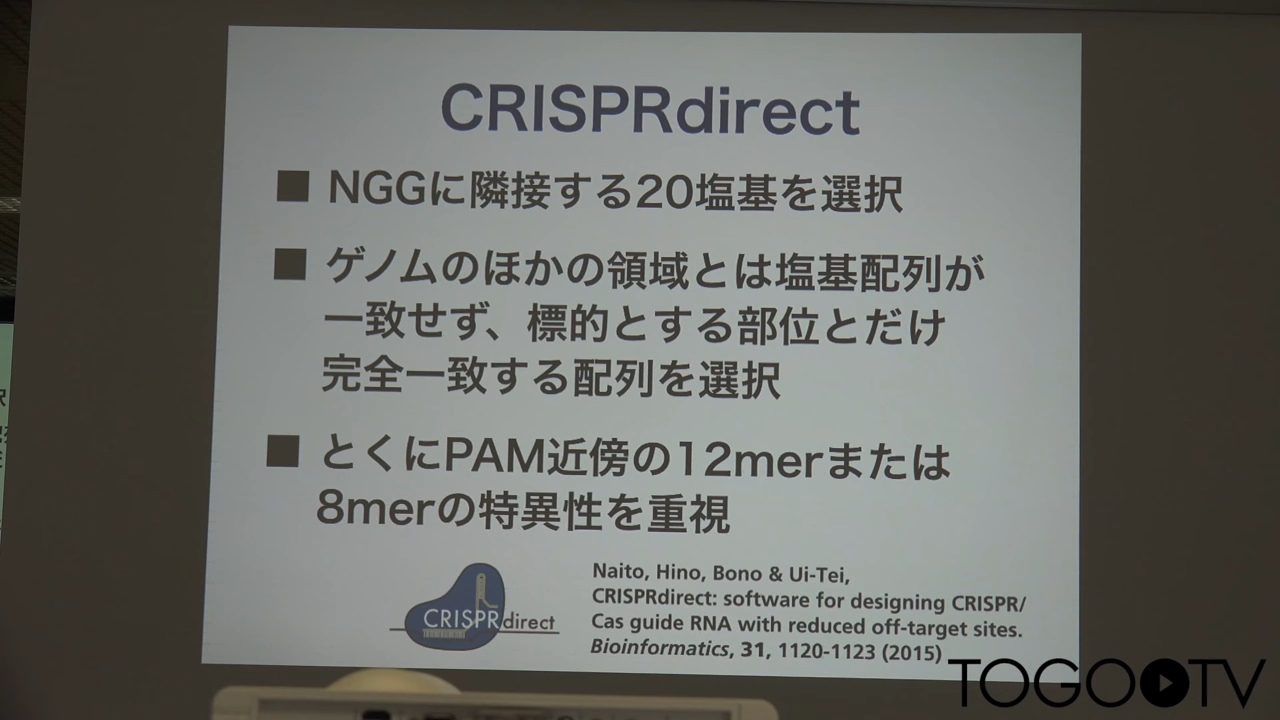 CRISPRdirect
■ NGGに隣接する20塩基を選択
■ ゲノムのほかの領域とは塩基配列が
一致せず、標的とする部位とだけ
完全一致する配列を選択
■ とくにPAM近傍の12merまたは
8merの特異性を重視
CRISPRdirect
Naito, Hino, Bono & Ui-Tei,
CRISPRdirect: software for designing CRISPR/
Cas guide RNA with reduced off-target sites.
Bioinformatics, 31, 1120-1123 (2015)
TOGOTV